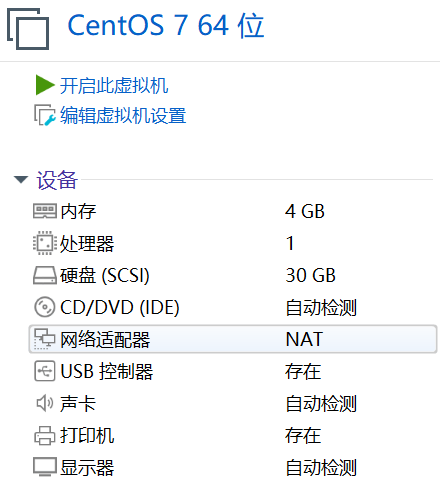 CentOS 7 64 位
开启此虚拟机
编辑虚拟机设置
设备
内存 4 GB
处理器 1
硬盘 (SCSI) 30 GB
CD/DVD (IDE) 自动检测
网络适配器 NAT
USB 控制器 存在
声卡 自动检测
打印机 存在
显示器 自动检测